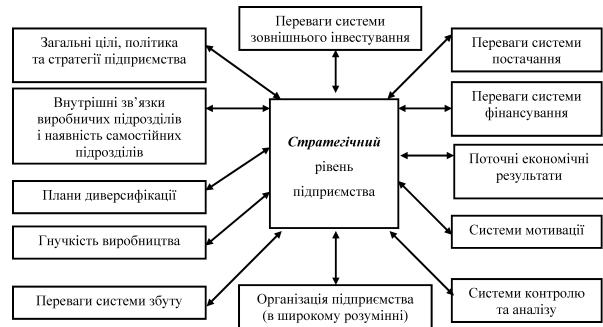 Переваги системи
зовнішнього інвестування
Загальні цілі, політика
та стратегії підприємства
Переваги системи
постачання
Внутрішні зв’язки
виробничих підрозділів
і наявність самостійних
підрозділів
Переваги системи
фінансування
Стратегічний
рівень
підприємства
Поточні економічні
результати
Плани диверсифікації
Гнучкість виробництва
Системи мотивації
Переваги системи збуту
Організація підприємства
(в широкому розумінні)
Системи контролю
та аналізу